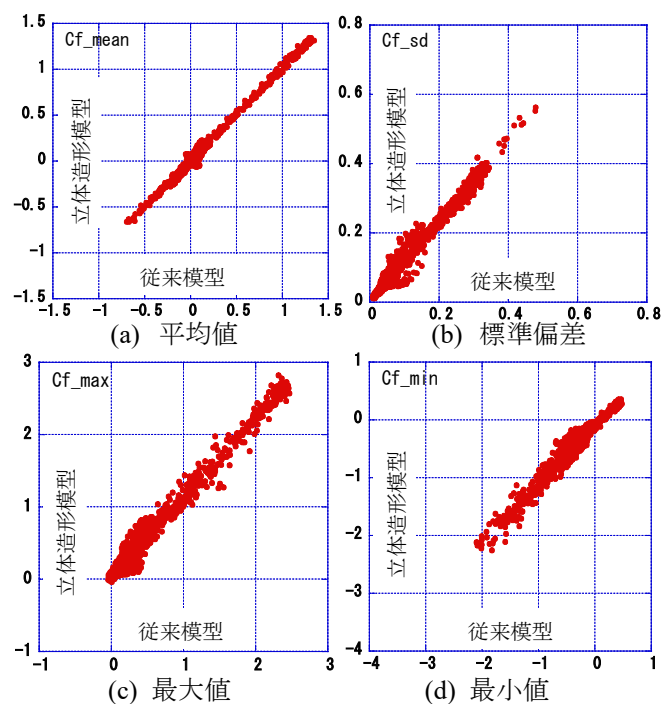 Cf_mean
1.5
1
0.5
0
-0.5
-1
-1.5
立体造形模型
従来模型
-1.5 -1 -0.5 0 0.5 1 1.5
(a) 平均値
Cf_sd
0.8
0.6
0.4
0.2
0
立体造形模型
従来模型
0 0.2 0.4 0.6 0.8
(b) 標準偏差
Cf_max
3
2
1
0
-1
立体造形模型
従来模型
-1 0 1 2 3
(c) 最大値
Cf_min
1
0
-1
-2
-3
-4
立体造形模型
従来模型
-4 -3 -2 -1 0 1
(d) 最小値